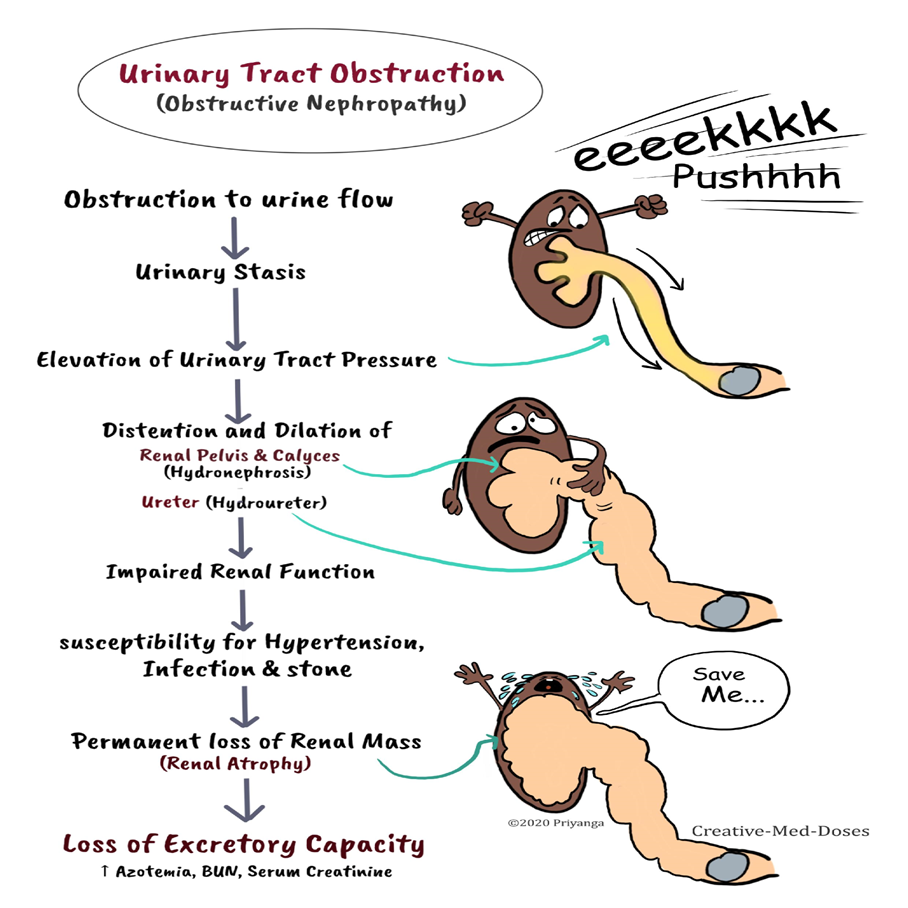 Urinary Tract Obstruction
(Obstructive Nephropathy)
eeeekkkk
Pushhhh
Obstruction to urine flow
Urinary Stasis
Elevation of Urinary Tract Pressure
Distention and Dilation of
Renal Pelvis & Calyces
(Hydronephrosis)
Ureter (Hydroureter)
Impaired Renal Function
susceptibility for Hypertension,
Infection & stone
Save
Me...
Permanent loss of Renal Mass
(Renal Atrophy)
©2020 Priyanga
Creative-Med-Doses
Loss of Excretory Capacity
↑ Azotemia, BUN, Serum Creatinine